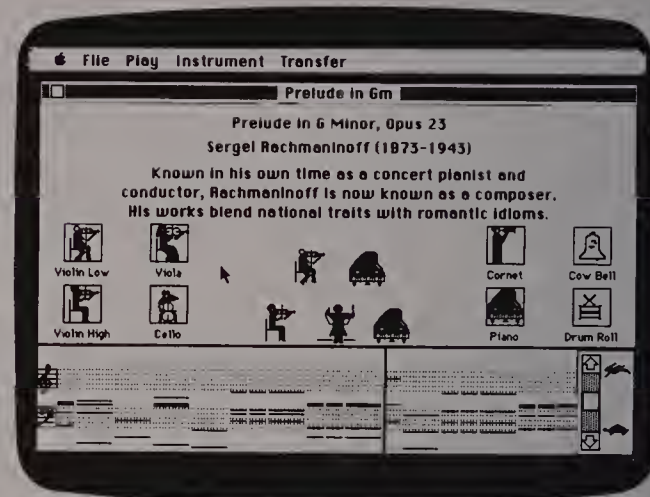 File Play Instrument Transfer
Prelude in Gm
Prelude in G Minor, Opus 23
Sergei Rachmaninoff (1873-1943)
Known in his own time as a concert pianist and
conductor, Rachmaninoff is now known as a composer.
His works blend national traits with romantic idioms.
Violin Low Viola Cornet Cow Bell
Violin High Cello Piano Drum Roll